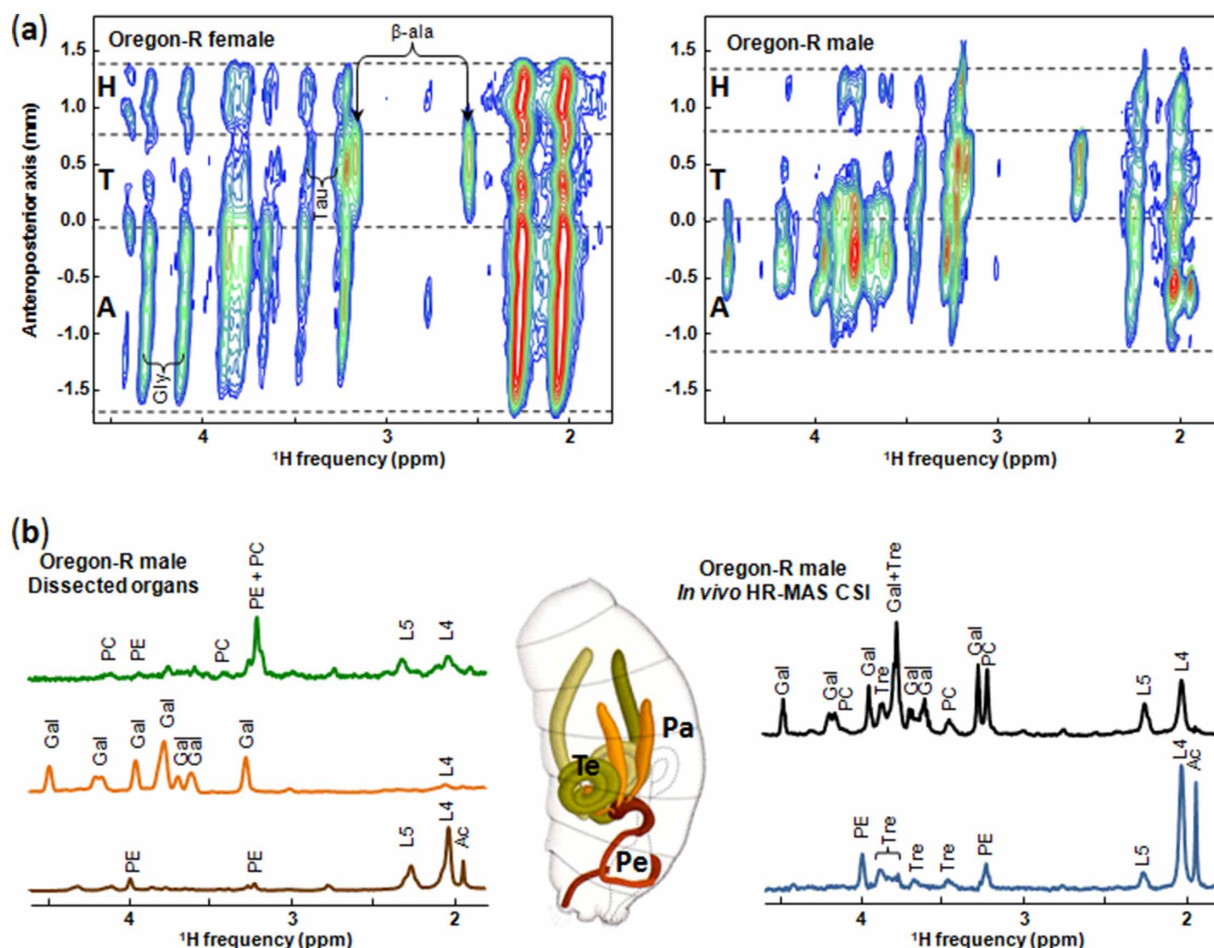 (a)
Oregon-R female
β-ala
H
T
A
Tau
Gly
1.5
1.0
0.5
0.0
-0.5
-1.0
-1.5
Anteroposterior axis (mm)
4 3 2
¹H frequency (ppm)
Oregon-R male
H
T
A
1.5
1.0
0.5
0.0
-0.5
-1.0
-1.5
4 3 2
¹H frequency (ppm)
(b)
Oregon-R male
Dissected organs
PC PE PC PE + PC L5 L4
Gal Gal Gal Gal Gal Gal Gal L4
PE PE L5 L4 Ac
4 3 2
¹H frequency (ppm)
Te
Pa
Pe
Oregon-R male
In vivo HR-MAS CSI
Gal Gal PC Gal Tre Gal+Tre Gal Gal PC Gal PC L5 L4
PE Tre Tre Tre PE L5 L4 Ac
4 3 2
¹H frequency (ppm)